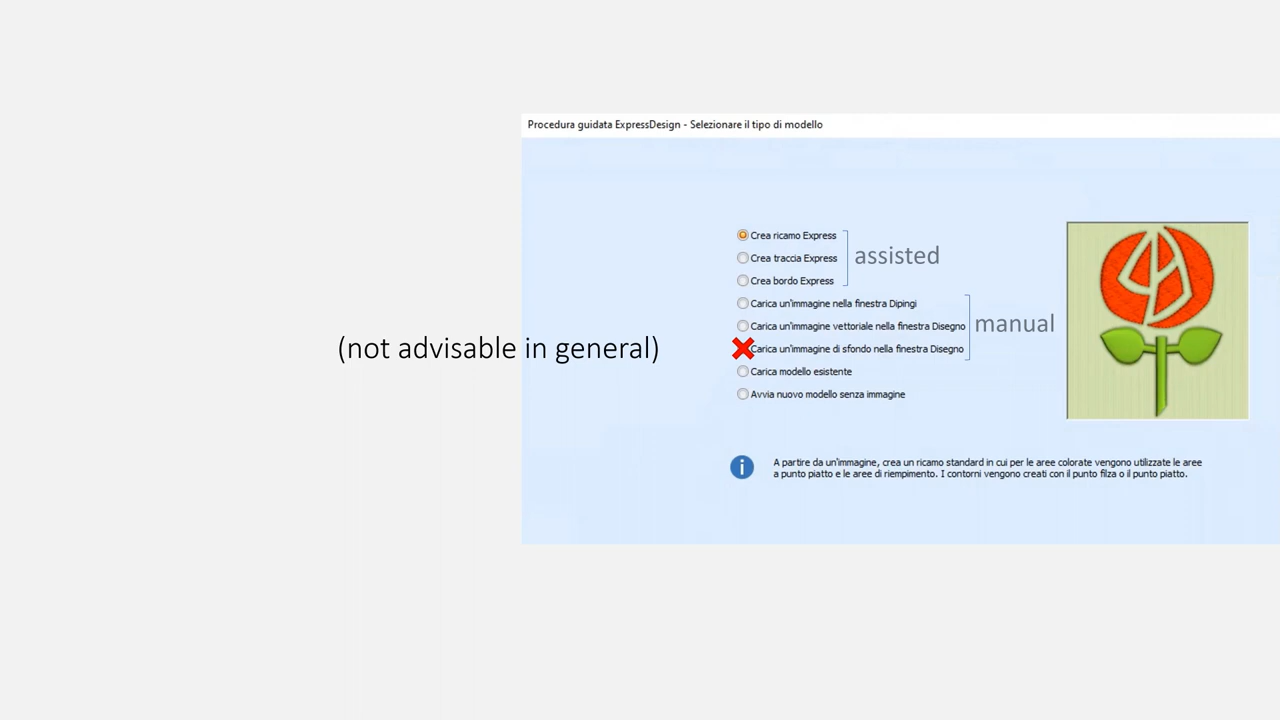 Procedura guidata ExpressDesign - Selezionare il tipo di modello
Crea ricamo Express
Crea traccia Express
Crea bordo Express
assisted
Carica un'immagine nella finestra Dipingi
Carica un'immagine vettoriale nella finestra Disegno
Carica un'immagine di sfondo nella finestra Disegno
manual
(not advisable in general)
Carica modello esistente
Avvia nuovo modello senza immagine
A partire da un'immagine, crea un ricamo standard in cui per le aree colorate vengono utilizzate le aree
a punto piatto e le aree di riempimento. I contorni vengono creati con il punto filza o il punto piatto.